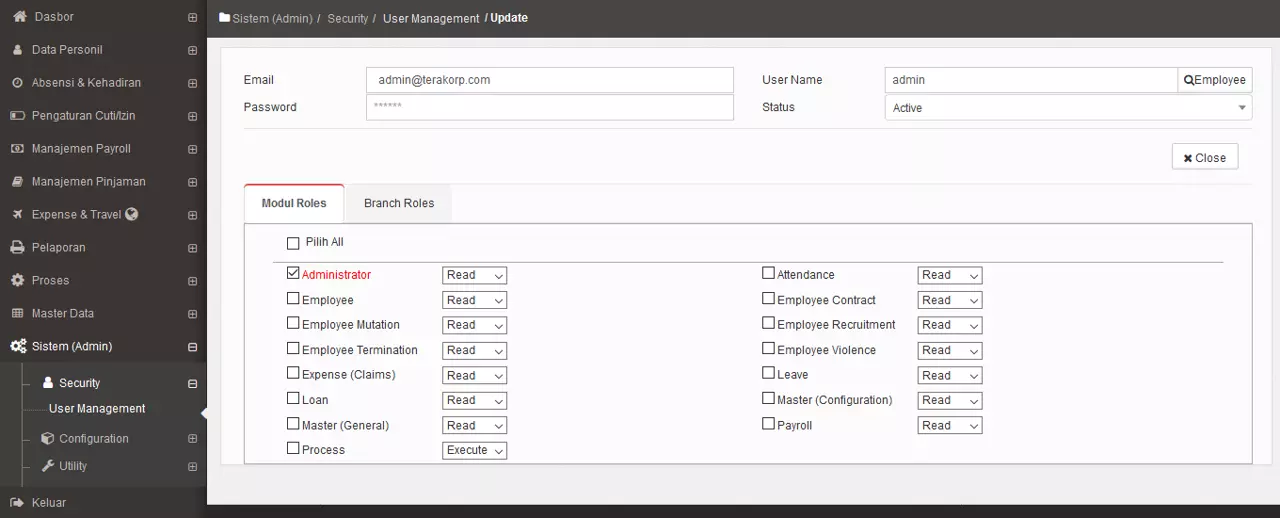 Dasbor
Data Personil
Absensi & Kehadiran
Pengaturan Cuti/Izin
Manajemen Payroll
Manajemen Pinjaman
Expense & Travel
Pelaporan
Proses
Master Data
Sistem (Admin)
Security
User Management
Configuration
Utility
Keluar
Sistem (Admin) / Security / User Management / Update
Email admin@terakorp.com User Name admin Employee
Password ****** Status Active
Close
Modul Roles Branch Roles
Pilih All
Administrator Read Attendance Read
Employee Read Employee Contract Read
Employee Mutation Read Employee Recruitment Read
Employee Termination Read Employee Violence Read
Expense (Claims) Read Leave Read
Loan Read Master (Configuration) Read
Master (General) Read Payroll Read
Process Execute